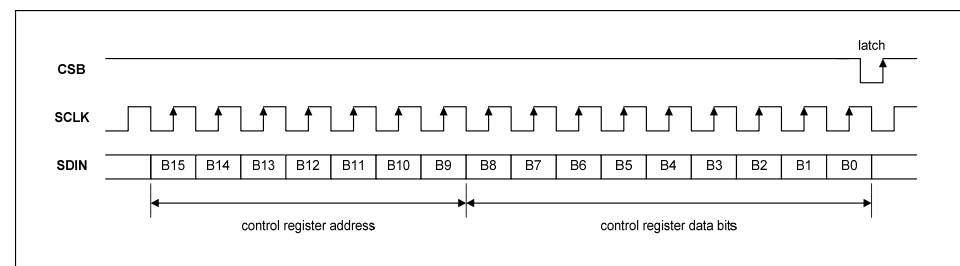 latch
CSB
SCLK
SDIN B15 B14 B13 B12 B11 B10 B9 B8 B7 B6 B5 B4 B3 B2 B1 B0
control register address control register data bits